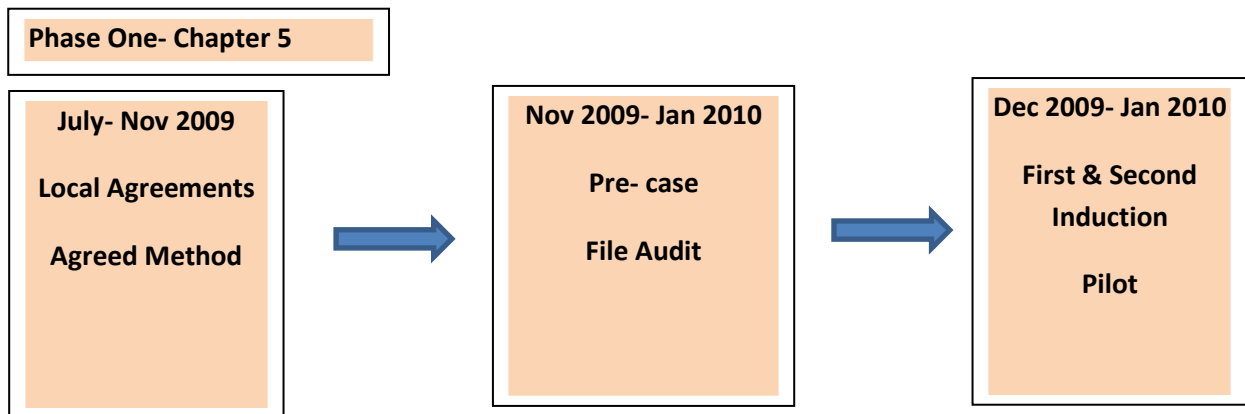 Phase One- Chapter 5
July- Nov 2009
Local Agreements
Agreed Method
Nov 2009- Jan 2010
Pre- case
File Audit
Dec 2009- Jan 2010
First & Second
Induction
Pilot